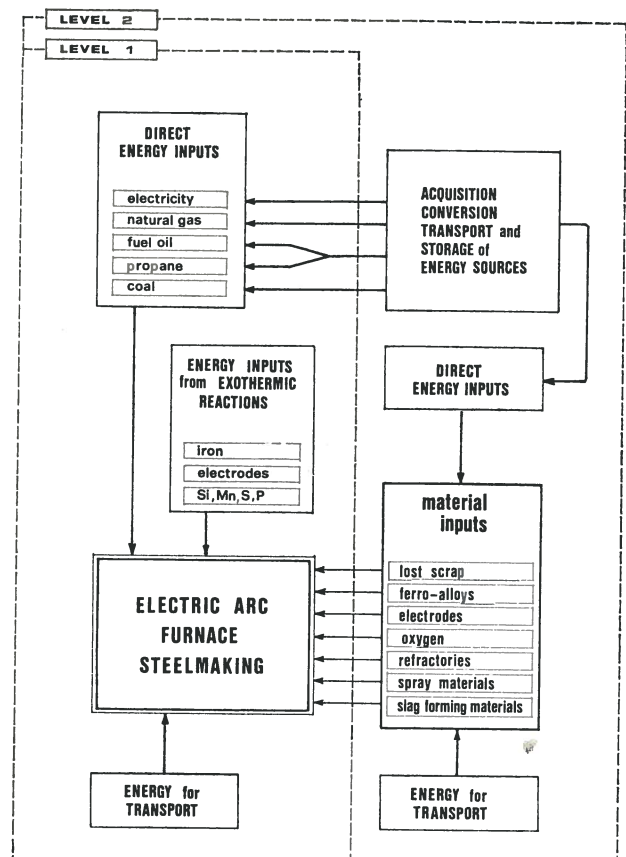 LEVEL 2
LEVEL 1
DIRECT
ENERGY INPUTS
electricity
natural gas
fuel oil
propane
coal
ACQUISITION
CONVERSION
TRANSPORT and
STORAGE of
ENERGY SOURCES
ENERGY INPUTS
from EXOTHERMIC
REACTIONS
iron
electrodes
Si,Mn,S,P
DIRECT
ENERGY INPUTS
material
inputs
lost scrap
ferro-alloys
electrodes
oxygen
refractories
spray materials
slag forming materials
ELECTRIC ARC
FURNACE
STEELMAKING
ENERGY for
TRANSPORT
ENERGY for
TRANSPORT